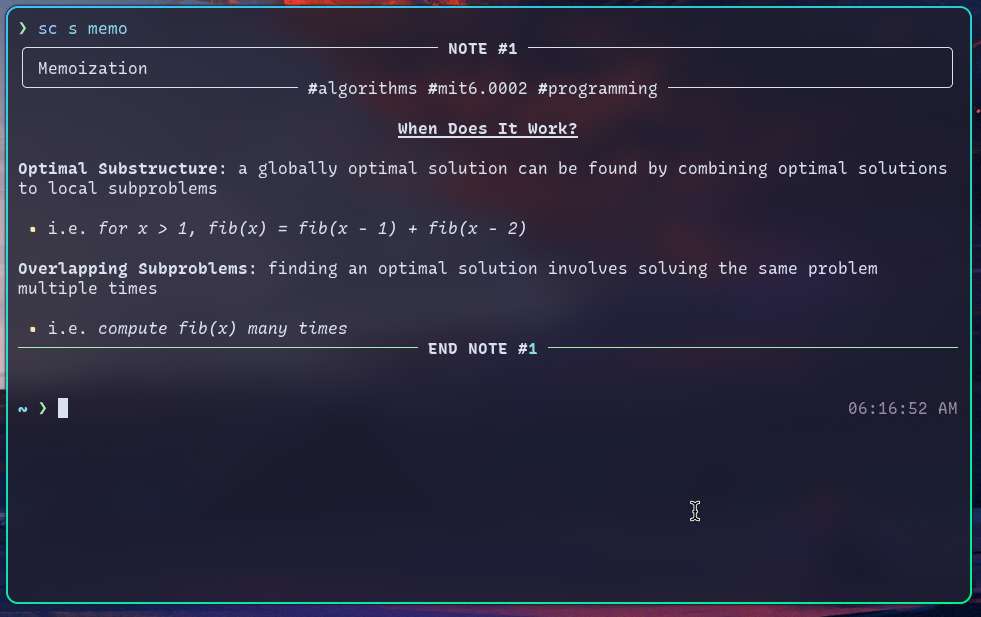 ❯ sc s memo
NOTE #1
Memoization
#algorithms #mit6.0002 #programming
When Does It Work?
Optimal Substructure: a globally optimal solution can be found by combining optimal solutions
to local subproblems
• i.e. for x > 1, fib(x) = fib(x - 1) + fib(x - 2)
Overlapping Subproblems: finding an optimal solution involves solving the same problem
multiple times
• i.e. compute fib(x) many times
END NOTE #1
~ ❯ 06:16:52 AM